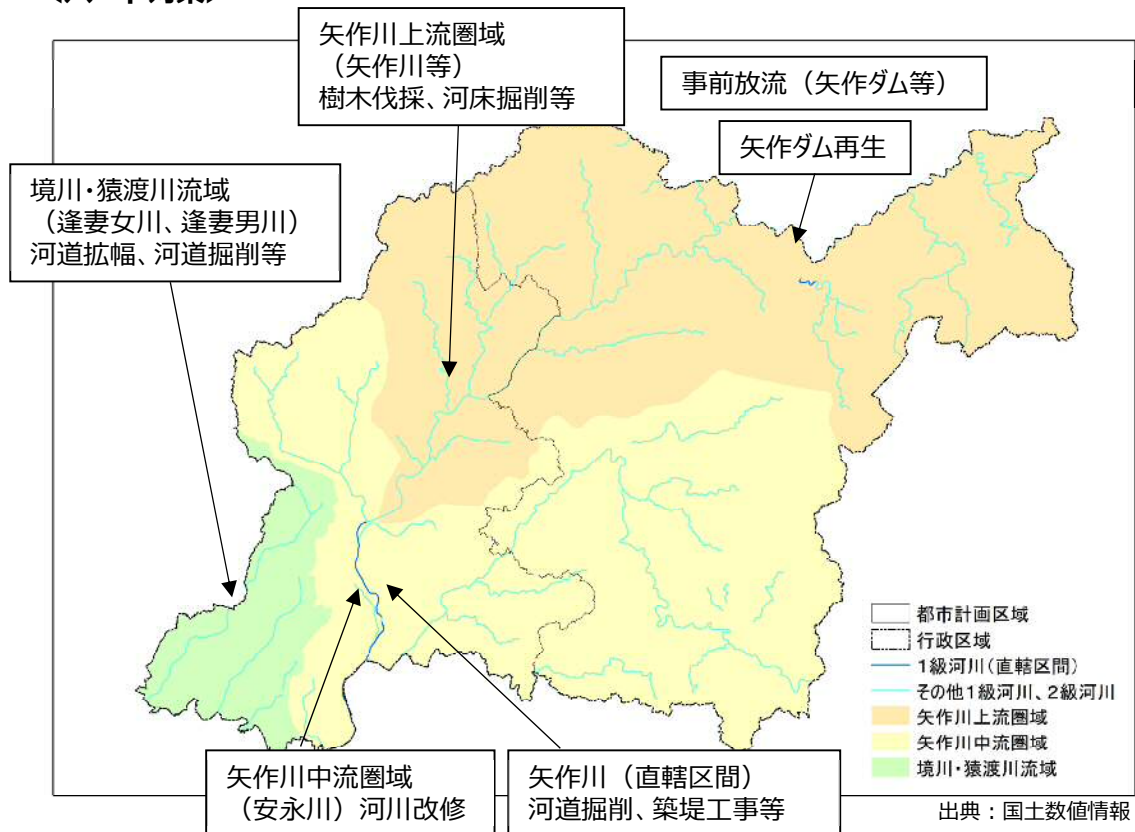 矢作川上流圏域
（矢作川等）
樹木伐採、河床掘削等
事前放流（矢作ダム等）
矢作ダム再生
境川・猿渡川流域
（逢妻女川、逢妻男川）
河道拡幅、河道掘削等
都市計画区域
行政区域
1級河川(直轄区間)
その他1級河川、2級河川
矢作川上流圏域
矢作川中流圏域
境川・猿渡川流域
矢作川中流圏域
（安永川）河川改修
矢作川（直轄区間）
河道掘削、築堤工事等
出典：国土数値情報